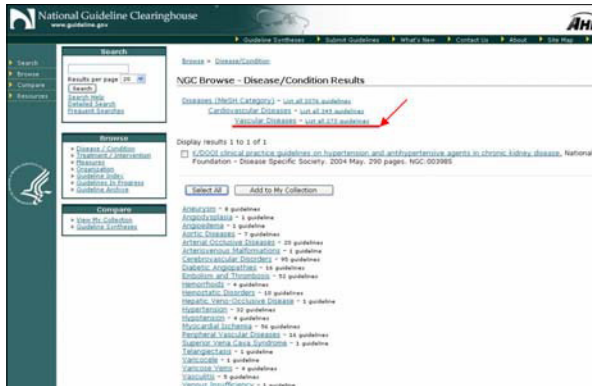 National Guideline Clearinghouse
www.guideline.gov
AHR
Guideline Syntheses
Submit Guidelines
What's New
Contact Us
About
Site Map
Search
Browse
Compare
Resources
Search
Results per page 20
Search
Search Help
Detailed Search
Frequent Searches
Browse
Disease / Condition
Treatment / Intervention
Measures
Organization
Guideline Index
Guidelines In Progress
Guideline Archive
Compare
View My Collection
Guideline Syntheses
Browse > Disease/Condition
NGC Browse - Disease/Condition Results
Diseases (MeSH Category) - List all 2076 guidelines
Cardiovascular Diseases - List all 343 guidelines
Vascular Diseases - List all 273 guidelines
Display results 1 to 1 of 1
K/DOQI clinical practice guidelines on hypertension and antihypertensive agents in chronic kidney disease. National
Foundation - Disease Specific Society. 2004 May. 290 pages. NGC:003985
Select All
Add to My Collection
Aneurysm - 8 guidelines
Angiodysplasia - 1 guideline
Angioedema - 1 guideline
Aortic Diseases - 7 guidelines
Arterial Occlusive Diseases - 20 guidelines
Arteriovenous Malformations - 1 guideline
Cerebrovascular Disorders - 95 guidelines
Diabetic Angiopathies - 16 guidelines
Embolism and Thrombosis - 52 guidelines
Hemorrhoids - 4 guidelines
Hemostatic Disorders - 10 guidelines
Hepatic Veno-Occlusive Disease - 1 guideline
Hypertension - 32 guidelines
Hypotension - 4 guidelines
Myocardial Ischemia - 56 guidelines
Peripheral Vascular Diseases - 16 guidelines
Superior Vena Cava Syndrome - 1 guideline
Telangiectasis - 1 guideline
Varicocele - 1 guideline
Varicose Veins - 4 guidelines
Vasculitis - 5 guidelines
Venous Insufficiency - 1 guideline